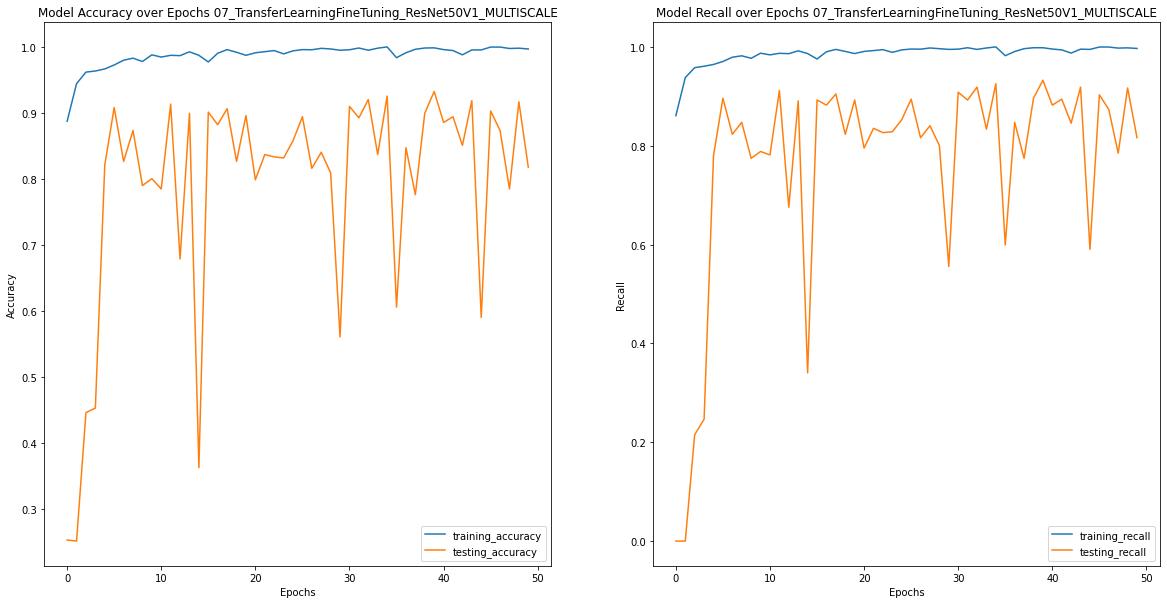 Model Accuracy over Epochs 07_TransferLearningFineTuning_ResNet50V1_MULTISCALE
1.0
0.9
0.8
0.7
0.6
0.5
0.4
0.3
Accuracy
0 10 20 30 40 50
Epochs
training_accuracy
testing_accuracy
Model Recall over Epochs 07_TransferLearningFineTuning_ResNet50V1_MULTISCALE
1.0
0.8
0.6
0.4
0.2
0.0
Recall
0 10 20 30 40 50
Epochs
training_recall
testing_recall